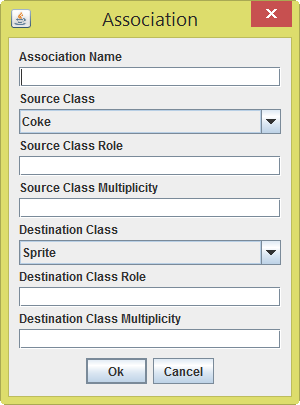 Association
Association Name
Source Class
Coke
Source Class Role
Source Class Multiplicity
Destination Class
Sprite
Destination Class Role
Destination Class Multiplicity
Ok Cancel